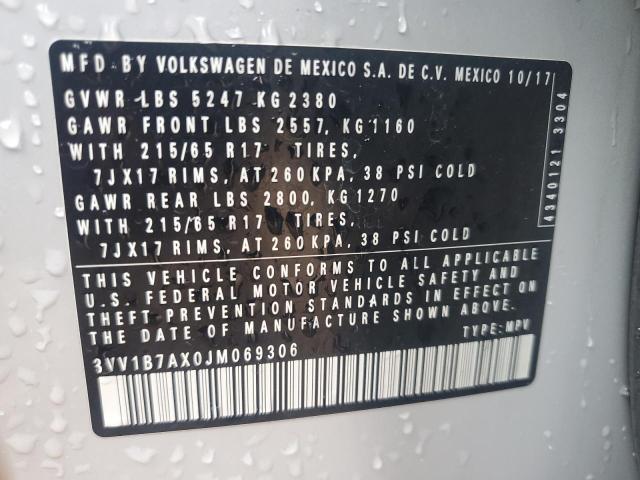 MFD BY VOLKSWAGEN DE MEXICO S.A. DE C.V. MEXICO 10/17
GVWR LBS 5247 KG 2380
GAWR FRONT LBS 2557, KG 1160
WITH 215/65 R17 TIRES,
7JX17 RIMS, AT 260 KPA, 38 PSI COLD
GAWR REAR LBS 2800, KG 1270
WITH 215/65 R17 TIRES,
7JX17 RIMS, AT 260 KPA, 38 PSI COLD
4340121 3304
THIS VEHICLE CONFORMS TO ALL APPLICABLE
U.S. FEDERAL MOTOR VEHICLE SAFETY AND
THEFT PREVENTION STANDARDS IN EFFECT ON
THE DATE OF MANUFACTURE SHOWN ABOVE.
TYPE: MPV
3VV1B7AX0JM069306